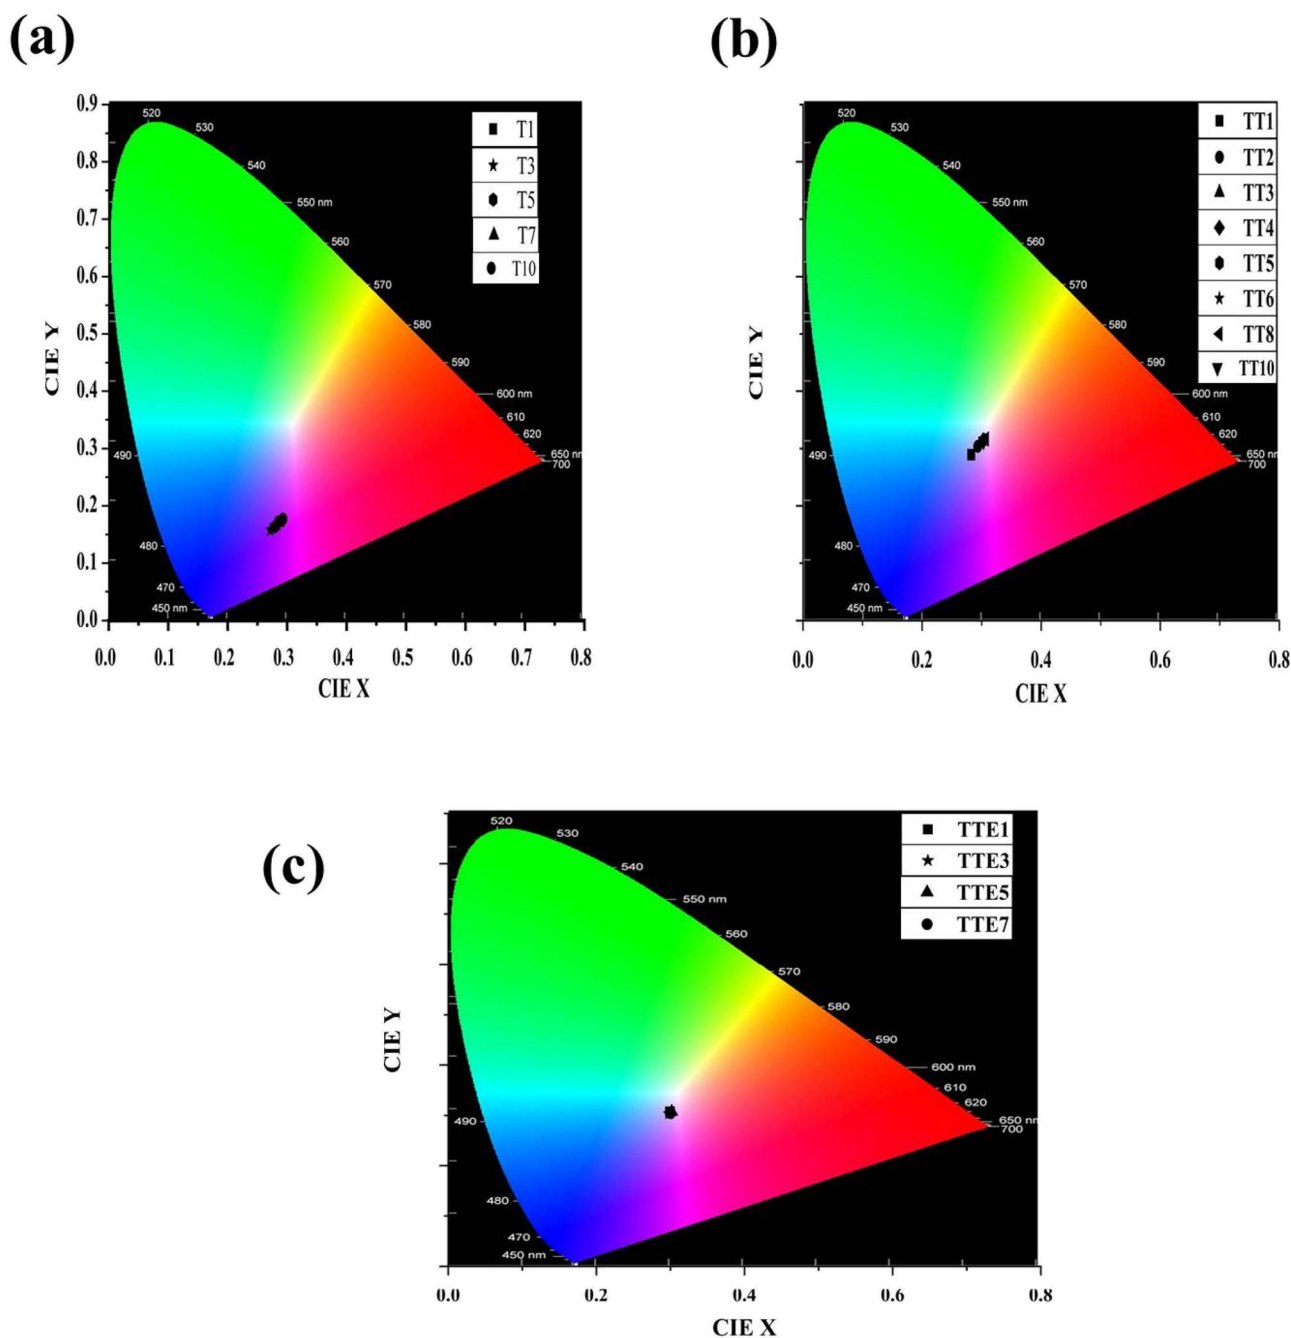 (a)
CIE Y
0.9
0.8
0.7
0.6
0.5
0.4
0.3
0.2
0.1
0.0
520
530
540
550 nm
560
570
580
590
600 nm
610
620
650 nm
700
490
480
470
450 nm
T1
T3
T5
T7
T10
0.0 0.1 0.2 0.3 0.4 0.5 0.6 0.7 0.8
CIE X
(b)
CIE Y
520
530
540
550 nm
560
570
580
590
600 nm
610
620
650 nm
700
490
480
470
450 nm
TT1
TT2
TT3
TT4
TT5
TT6
TT8
TT10
0.0 0.2 0.4 0.6 0.8
CIE X
(c)
CIE Y
520
530
540
550 nm
560
570
580
590
600 nm
610
620
650 nm
700
490
480
470
450 nm
TTE1
TTE3
TTE5
TTE7
0.0 0.2 0.4 0.6 0.8
CIE X